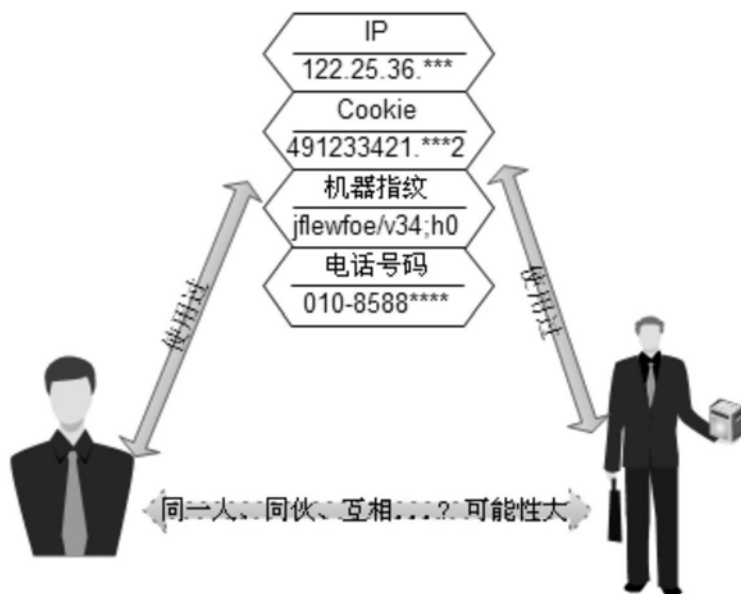 IP
122.25.36.***
Cookie
491233421.***2
机器指纹
jflewfoe/v34;h0
电话号码
010-8588****
使用过
使用过
同一人、同伙、互相...? 可能性大